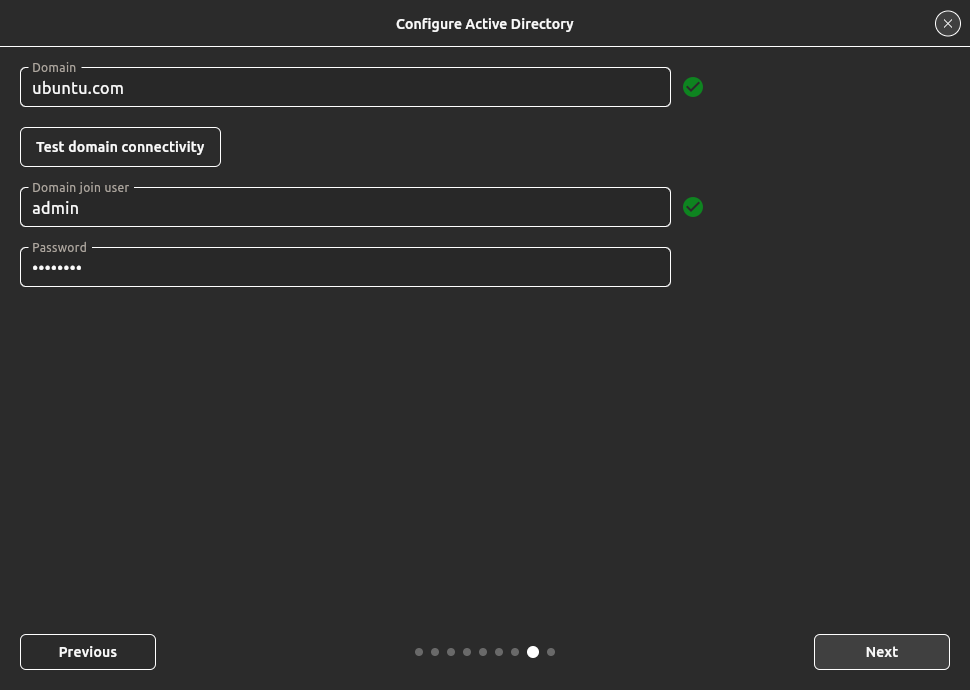 Configure Active Directory
Domain
ubuntu.com
Test domain connectivity
Domain join user
admin
Password
••••••••
Previous
Next